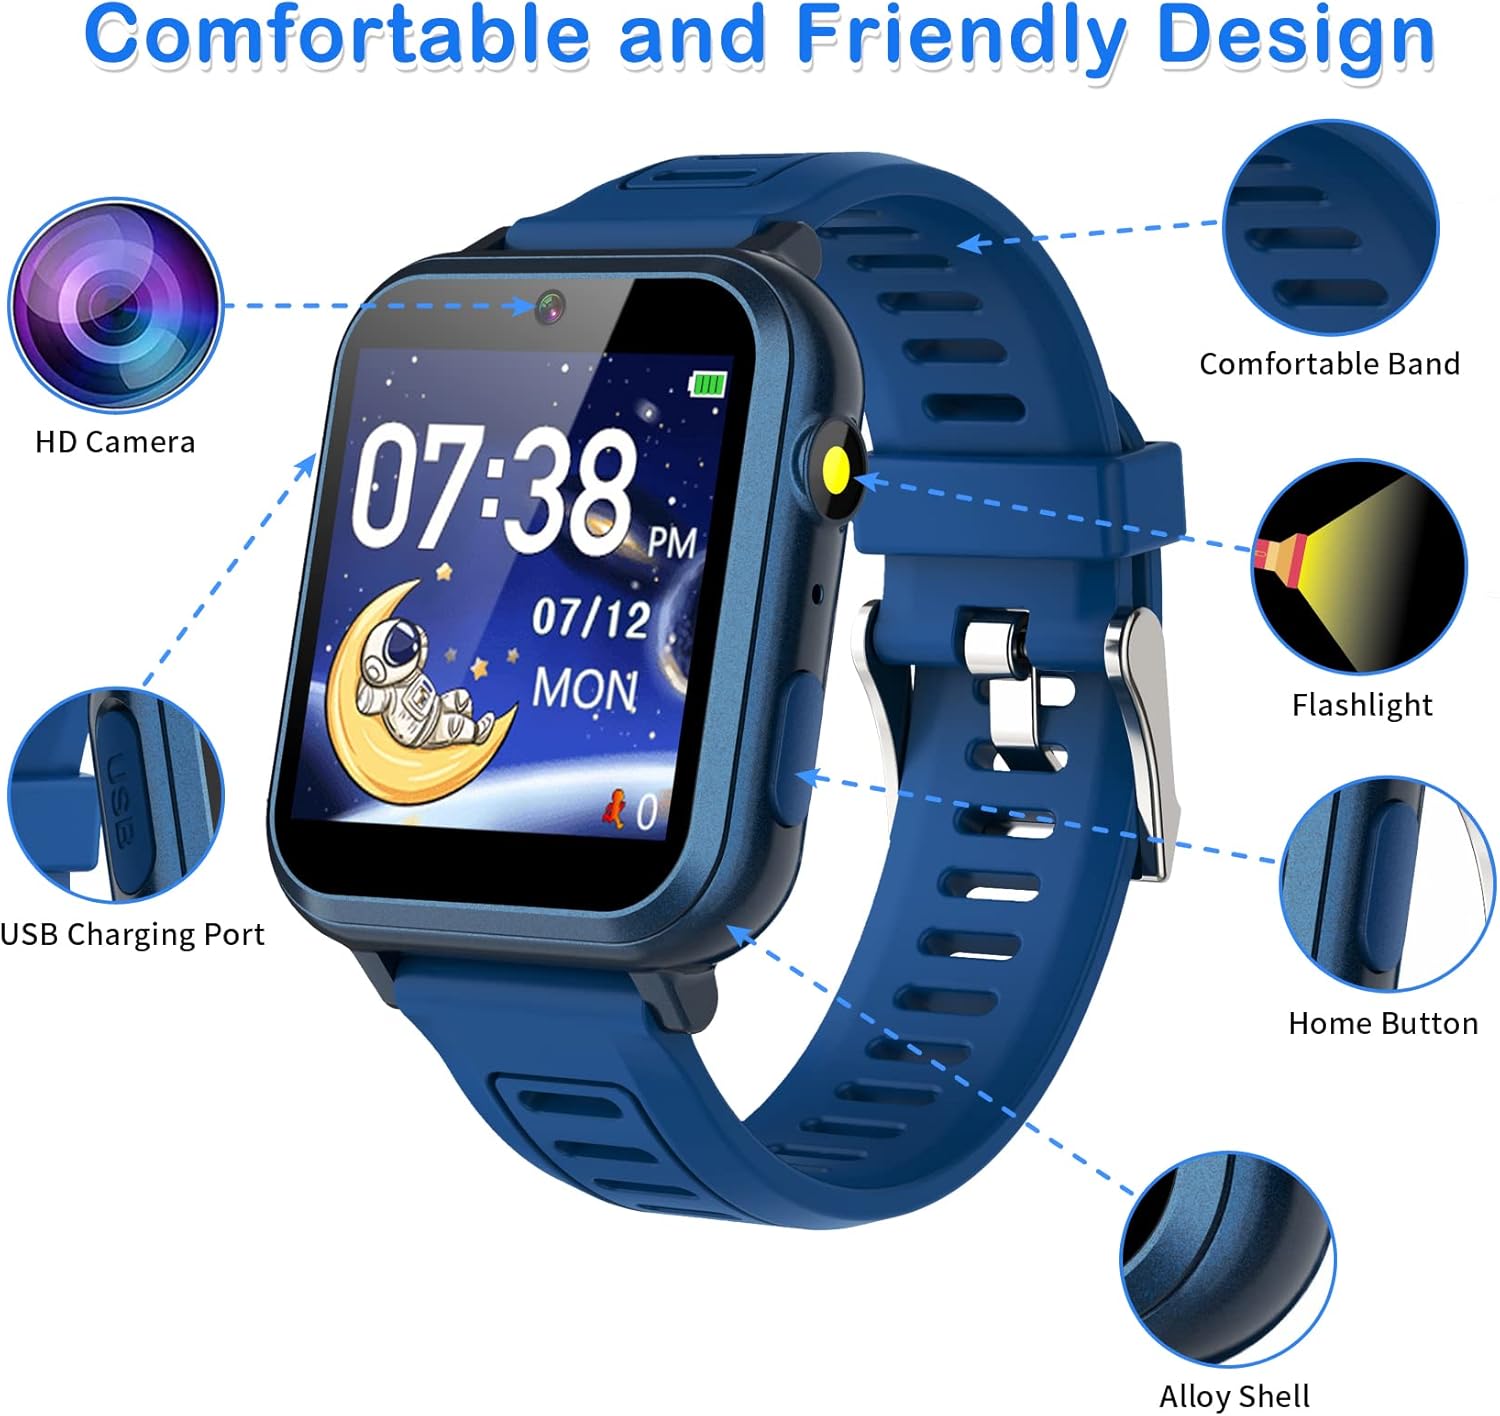 Comfortable and Friendly Design
HD Camera
Comfortable Band
07:38 PM
07/12
MON
0
Flashlight
USB
USB Charging Port
Home Button
Alloy Shell